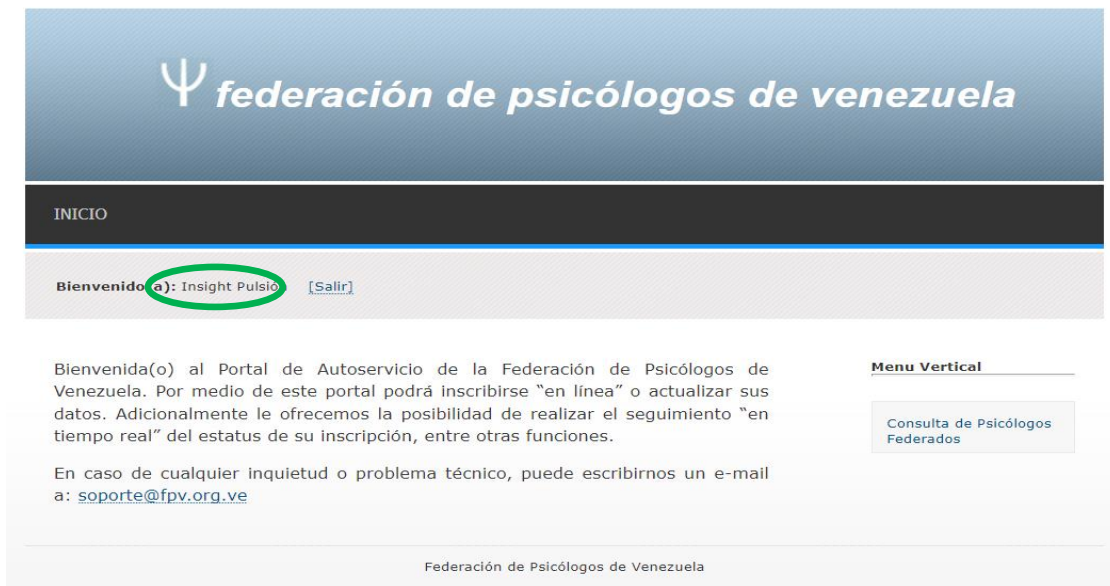 Ψ federación de psicólogos de venezuela
INICIO
Bienvenido(a): Insight Pulsión [Salir]
Bienvenida(o) al Portal de Autoservicio de la Federación de Psicólogos de
Venezuela. Por medio de este portal podrá inscribirse “en línea” o actualizar sus
datos. Adicionalmente le ofrecemos la posibilidad de realizar el seguimiento “en
tiempo real” del estatus de su inscripción, entre otras funciones.
En caso de cualquier inquietud o problema técnico, puede escribirnos un e-mail
a: soporte@fpv.org.ve
Menu Vertical
Consulta de Psicólogos
Federados
Federación de Psicólogos de Venezuela